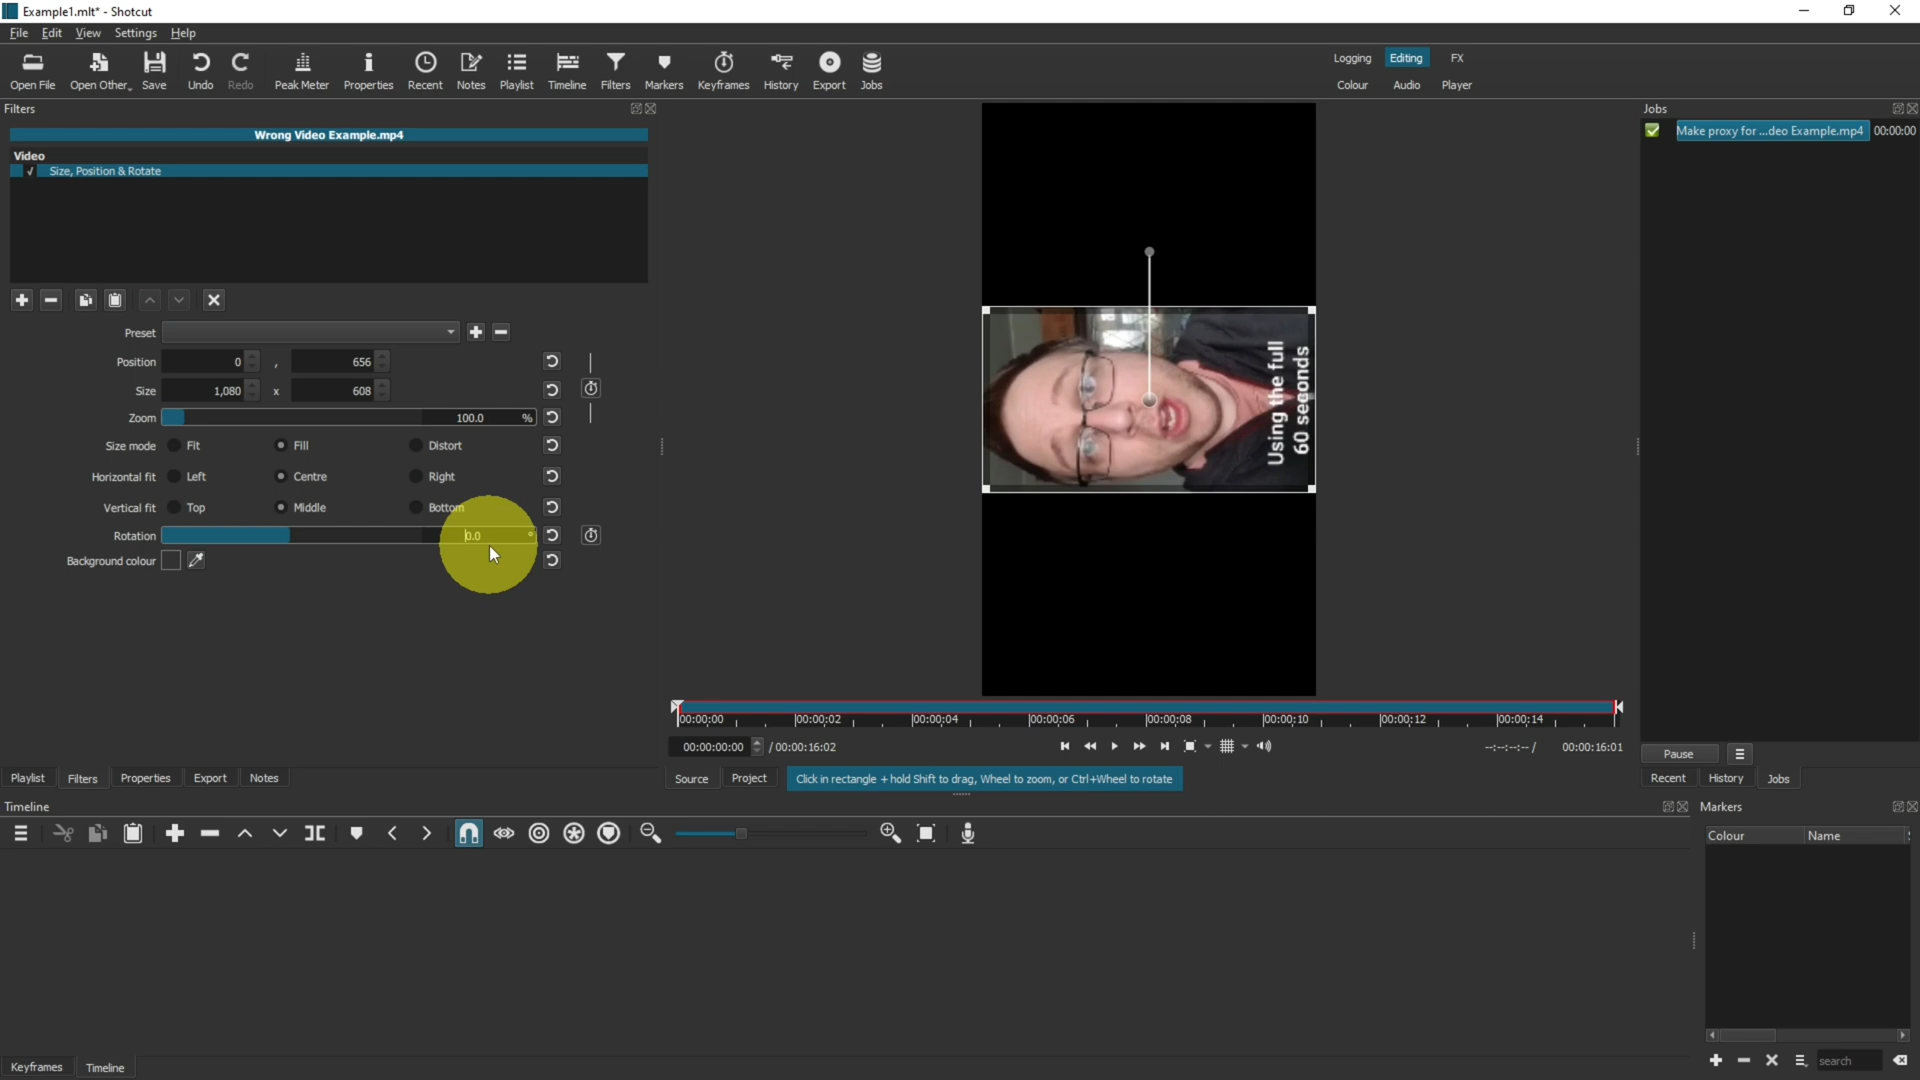 Example1.mlt* - Shotcut
File Edit View Settings Help
Open File Open Other... Save Undo Redo Peak Meter Properties Recent Notes Playlist Timeline Filters Markers Keyframes History Export Jobs
Logging Editing FX
Colour Audio Player
Filters
Wrong Video Example.mp4
Video
✓ Size, Position & Rotate
Preset
Position 0 , 656
Size 1,080 x 608
Zoom 100.0 %
Size mode Fit Fill Distort
Horizontal fit Left Centre Right
Vertical fit Top Middle Bottom
Rotation 0.0 °
Background colour
Using the full
60 seconds
Jobs
Make proxy for ...deo Example.mp4 00:00:00
00:00:00 00:00:02 00:00:04 00:00:06 00:00:08 00:00:10 00:00:12 00:00:14
00:00:00:00 / 00:00:16:02 --:--:--:-- / 00:00:16:01
Pause
Playlist Filters Properties Export Notes
Source Project Click in rectangle + hold Shift to drag, Wheel to zoom, or Ctrl+Wheel to rotate
Recent History Jobs
Timeline
Markers
Colour Name
search
Keyframes Timeline